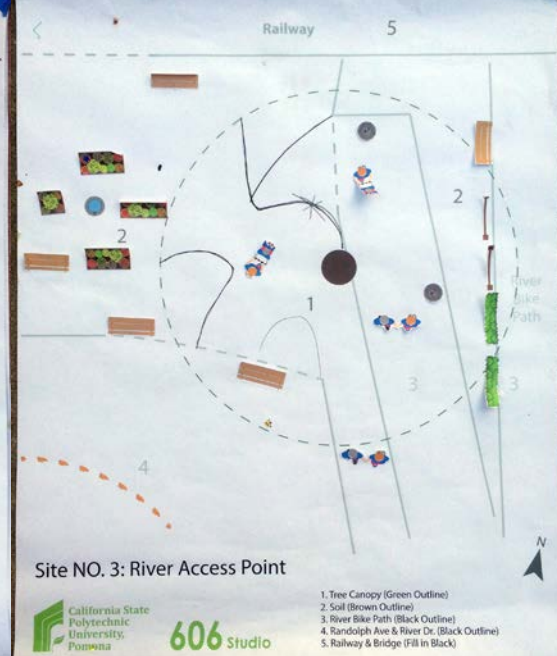 Railway 5
2
2
River
Bike
Path
1
3
3
4
N
Site NO. 3: River Access Point
California State
Polytechnic
University,
Pomona
606 Studio
1. Tree Canopy (Green Outline)
2. Soil (Brown Outline)
3. River Bike Path (Black Outline)
4. Randolph Ave & River Dr. (Black Outline)
5. Railway & Bridge (Fill in Black)